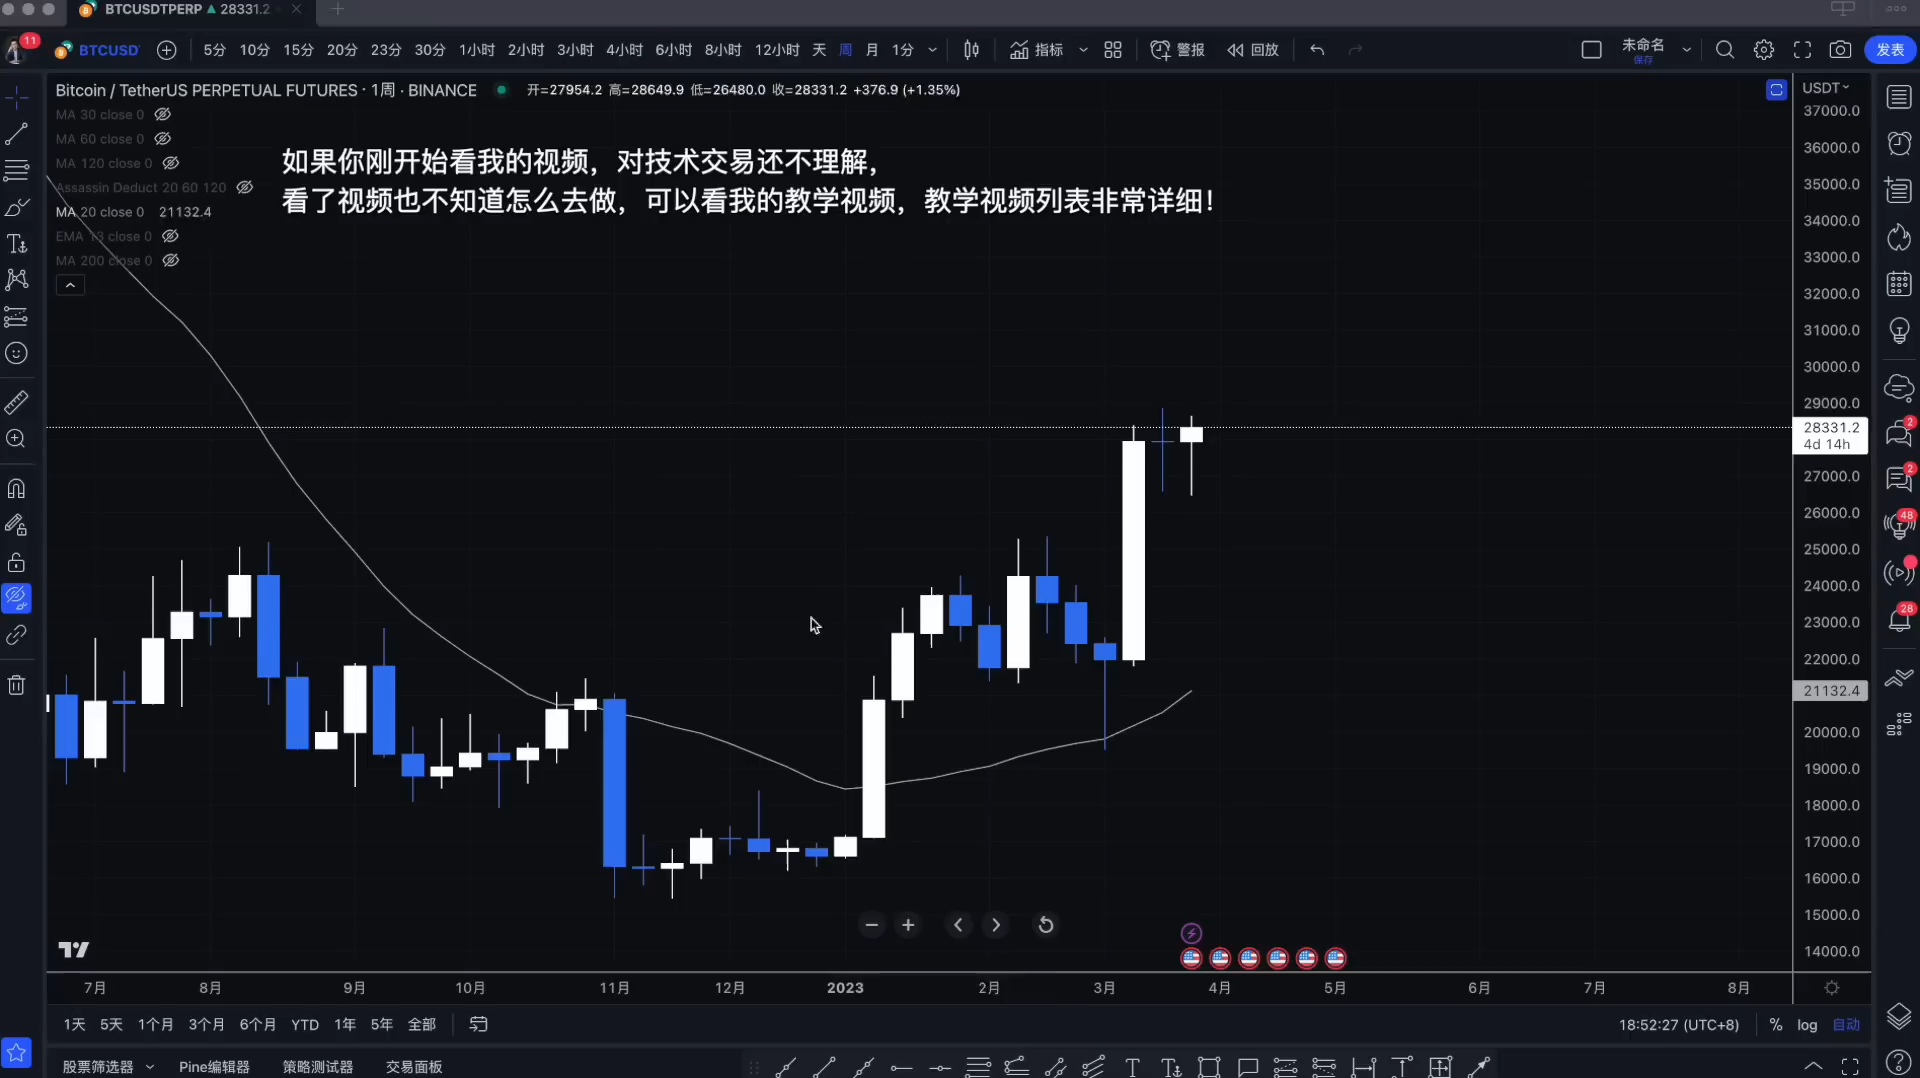 BTCUSDTPERP ▲ 28331.2
11
BTCUSD
5分 10分 15分 20分 23分 30分 1小时 2小时 3小时 4小时 6小时 8小时 12小时 天 周 月 1分
指标
警报
回放
未命名
保存
发表
Bitcoin / TetherUS PERPETUAL FUTURES · 1周 · BINANCE
开=27954.2 高=28649.9 低=26480.0 收=28331.2 +376.9 (+1.35%)
USDT
MA 30 close 0
MA 60 close 0
MA 120 close 0
Assassin Deduct 20 60 120
MA 20 close 0 21132.4
EMA 13 close 0
MA 200 close 0
如果你刚开始看我的视频，对技术交易还不理解，
看了视频也不知道怎么去做，可以看我的教学视频，教学视频列表非常详细！
37000.0
36000.0
35000.0
34000.0
33000.0
32000.0
31000.0
30000.0
29000.0
28331.2
4d 14h
27000.0
26000.0
25000.0
24000.0
23000.0
22000.0
21132.4
20000.0
19000.0
18000.0
17000.0
16000.0
15000.0
14000.0
2
2
48
28
7月 8月 9月 10月 11月 12月 2023 2月 3月 4月 5月 6月 7月 8月
1天 5天 1个月 3个月 6个月 YTD 1年 5年 全部
18:52:27 (UTC+8) % log 自动
股票筛选器 Pine编辑器 策略测试器 交易面板